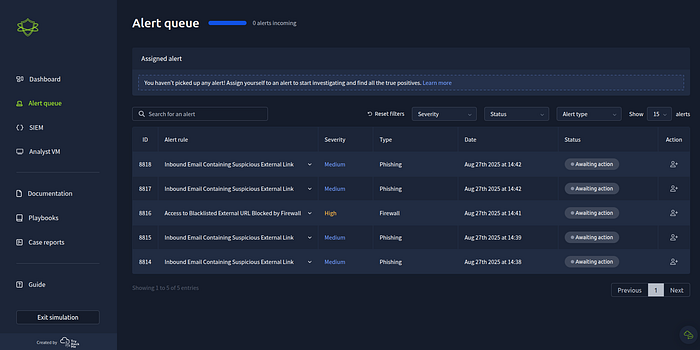 Alert queue
0 alerts incoming
Dashboard
Alert queue
SIEM
Analyst VM
Documentation
Playbooks
Case reports
Guide
Exit simulation
Created by
Assigned alert
You haven't picked up any alert! Assign yourself to an alert to start investigating and find all the true positives. Learn more
Search for an alert
Reset filters Severity Status Alert type Show 15 alerts
ID Alert rule Severity Type Date Status Action
8818 Inbound Email Containing Suspicious External Link Medium Phishing Aug 27th 2025 at 14:42 Awaiting action
8817 Inbound Email Containing Suspicious External Link Medium Phishing Aug 27th 2025 at 14:42 Awaiting action
8816 Access to Blacklisted External URL Blocked by Firewall High Firewall Aug 27th 2025 at 14:41 Awaiting action
8815 Inbound Email Containing Suspicious External Link Medium Phishing Aug 27th 2025 at 14:39 Awaiting action
8814 Inbound Email Containing Suspicious External Link Medium Phishing Aug 27th 2025 at 14:38 Awaiting action
Showing 1 to 5 of 5 entries
Previous 1 Next